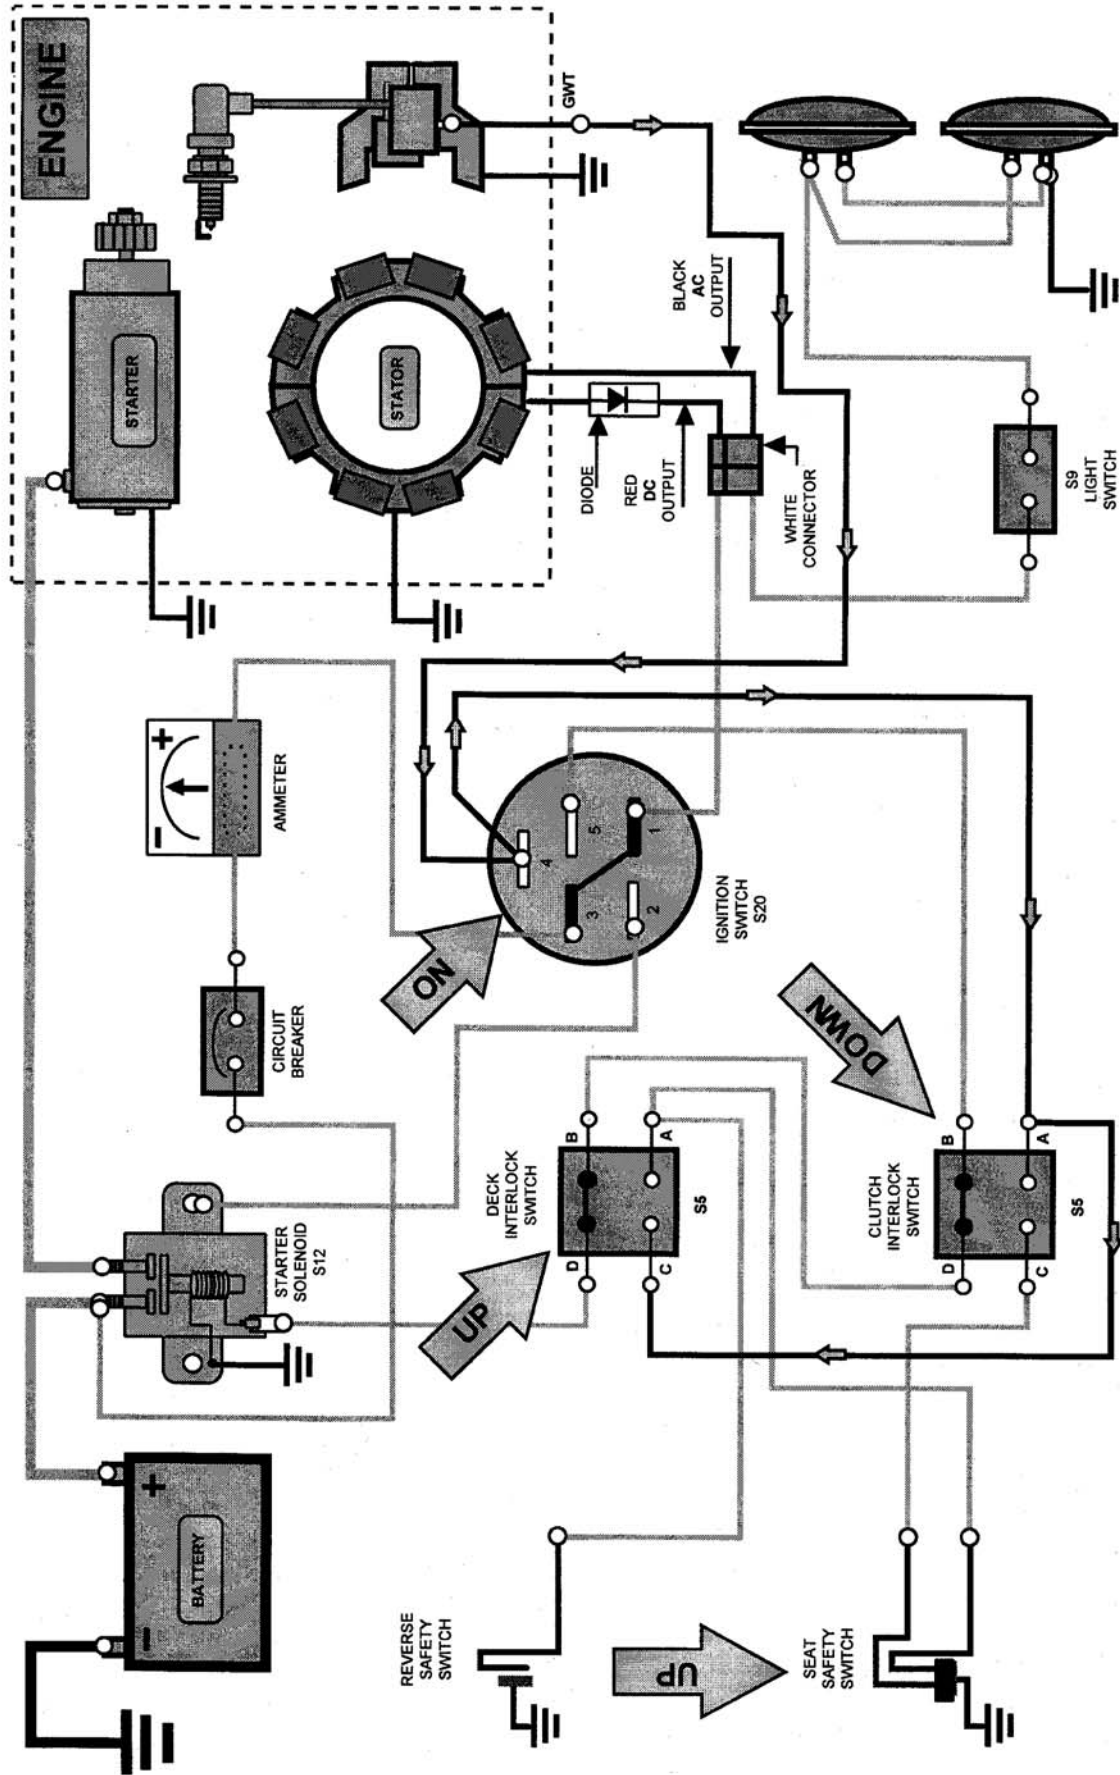 ENGINE
STARTER
STATOR
GWT
BLACK
AC
OUTPUT
DIODE
RED
DC
OUTPUT
WHITE
CONNECTOR
S9
LIGHT
SWITCH
- +
AMMETER
CIRCUIT
BREAKER
ON
4
5
3
1
2
IGNITION
SWITCH
S20
STARTER
SOLENOID
S12
DECK
INTERLOCK
SWITCH
B
A
D
C
S5
UP
DOWN
CLUTCH
INTERLOCK
SWITCH
B
A
D
C
S5
- +
BATTERY
REVERSE
SAFETY
SWITCH
UP
SEAT
SAFETY
SWITCH